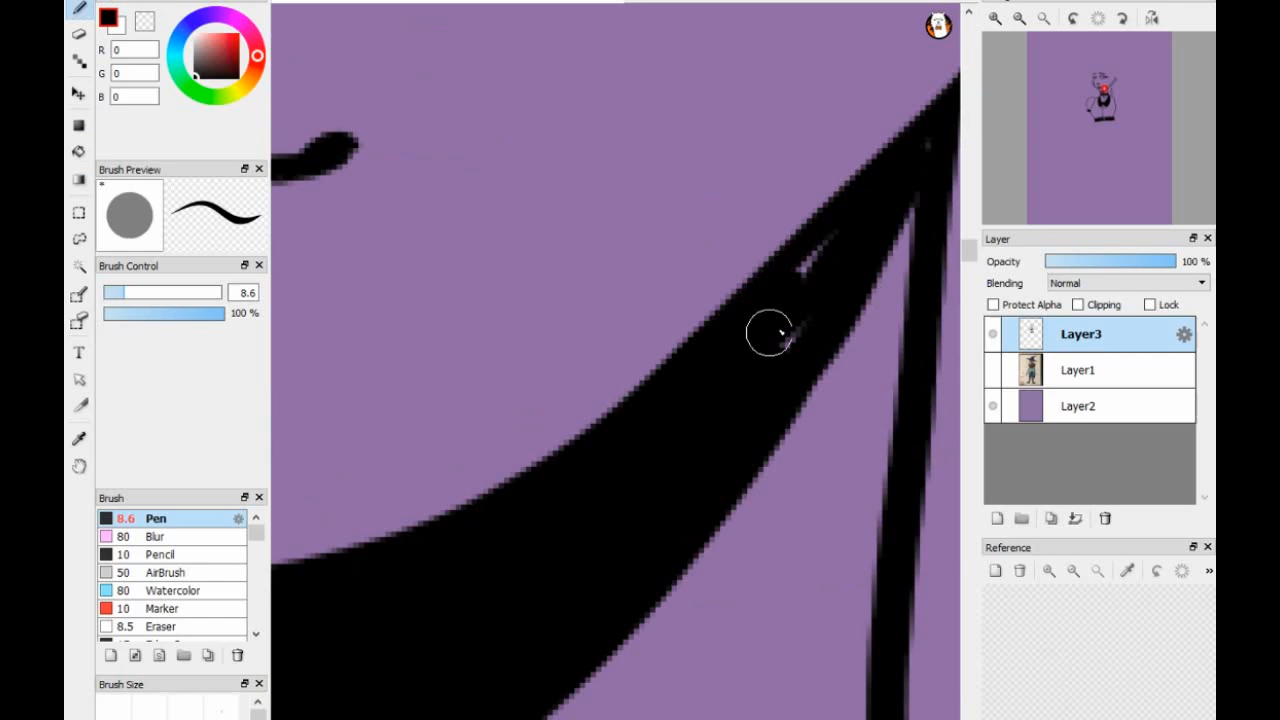 R 0
G 0
B 0
Brush Preview
*
Brush Control
8.6
100 %
Brush
8.6 Pen
80 Blur
10 Pencil
50 AirBrush
80 Watercolor
10 Marker
8.5 Eraser
Brush Size
T
Layer
Opacity 100 %
Blending Normal
Protect Alpha Clipping Lock
Layer3
Layer1
Layer2
Reference
»